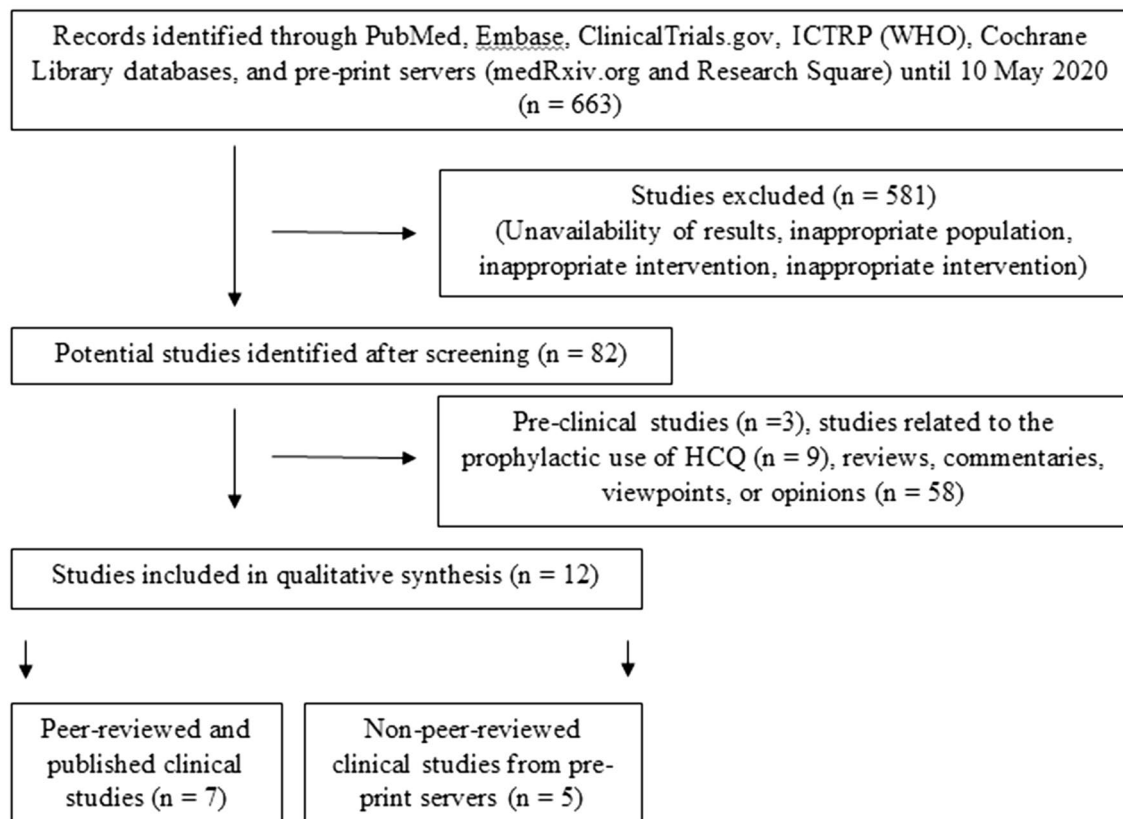 Records identified through PubMed, Embase, ClinicalTrials.gov, ICTRP (WHO), Cochrane
Library databases, and pre-print servers (medRxiv.org and Research Square) until 10 May 2020
(n = 663)
Studies excluded (n = 581)
(Unavailability of results, inappropriate population,
inappropriate intervention, inappropriate intervention)
Potential studies identified after screening (n = 82)
Pre-clinical studies (n =3), studies related to the
prophylactic use of HCQ (n = 9), reviews, commentaries,
viewpoints, or opinions (n = 58)
Studies included in qualitative synthesis (n = 12)
Peer-reviewed and
published clinical
studies (n = 7)
Non-peer-reviewed
clinical studies from pre-
print servers (n = 5)